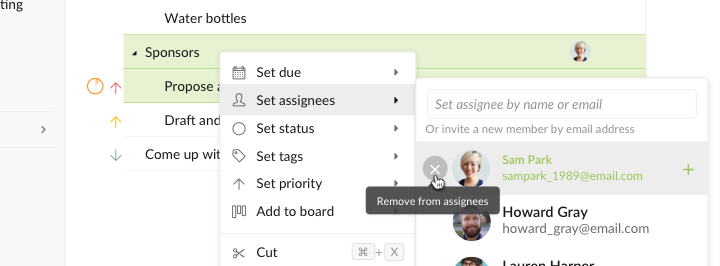 ting
Water bottles
Sponsors
Propose a
Draft and
Come up wit
Set due
Set assignees
Set status
Set tags
Set priority
Add to board
Cut
⌘ + X
Set assignee by name or email
Or invite a new member by email address
Sam Park
sampark_1989@email.com
Remove from assignees
Howard Gray
howard_gray@email.com
Lauren Harper